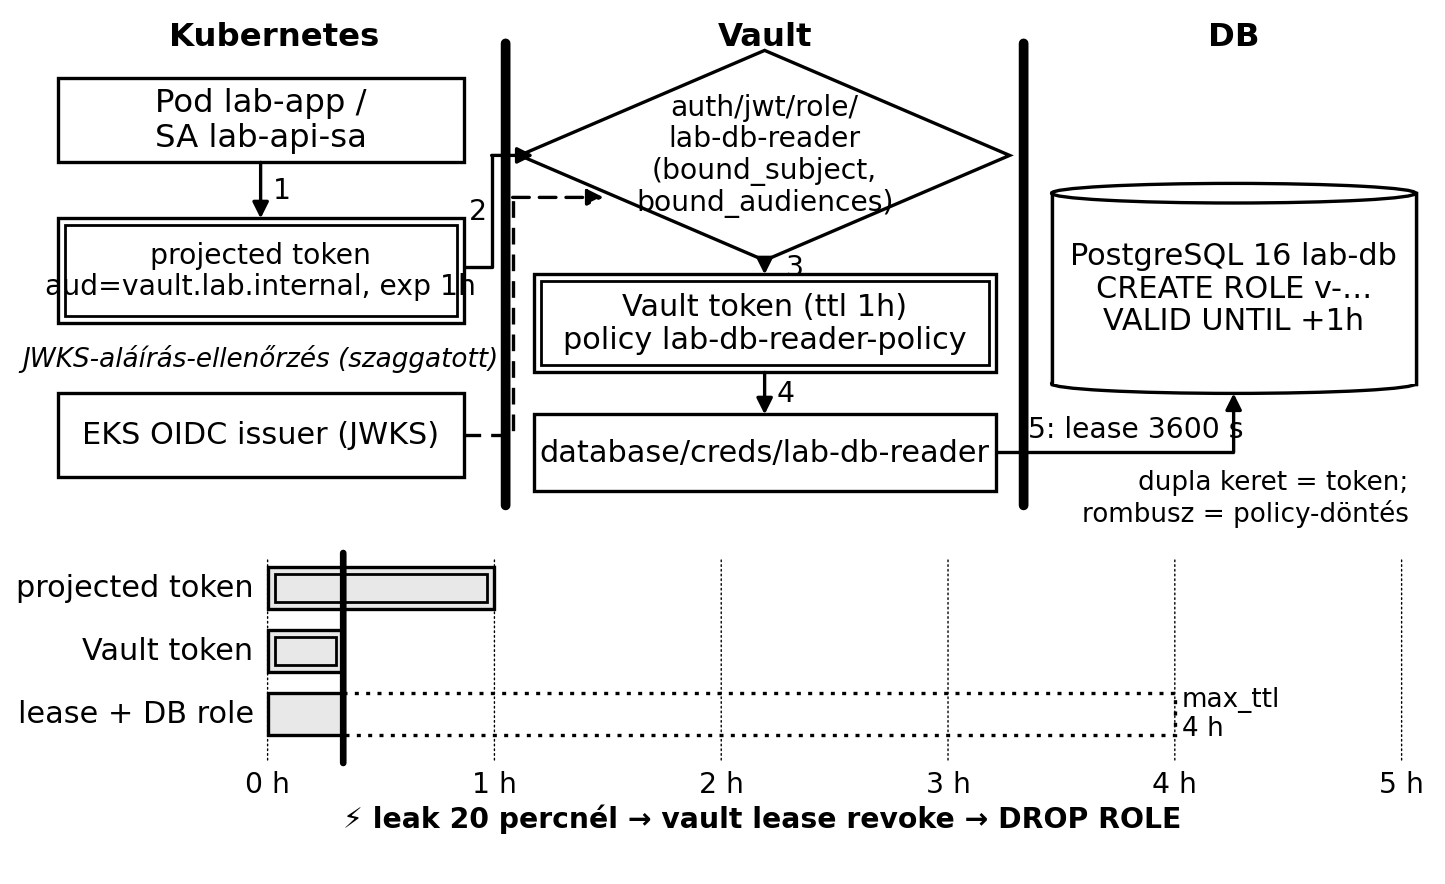 Kubernetes
Pod lab-app /
SA lab-api-sa
1
2
projected token
aud=vault.lab.internal, exp 1h
JWKS-aláírás-ellenőrzés (szaggatott)
EKS OIDC issuer (JWKS)
Vault
auth/jwt/role/
lab-db-reader
(bound_subject,
bound_audiences)
3
Vault token (ttl 1h)
policy lab-db-reader-policy
4
database/creds/lab-db-reader
DB
PostgreSQL 16 lab-db
CREATE ROLE v-…
VALID UNTIL +1h
5: lease 3600 s
dupla keret = token;
rombusz = policy-döntés
projected token
Vault token
lease + DB role
max_ttl
4 h
0 h 1 h 2 h 3 h 4 h 5 h
⚡ leak 20 percnél → vault lease revoke → DROP ROLE